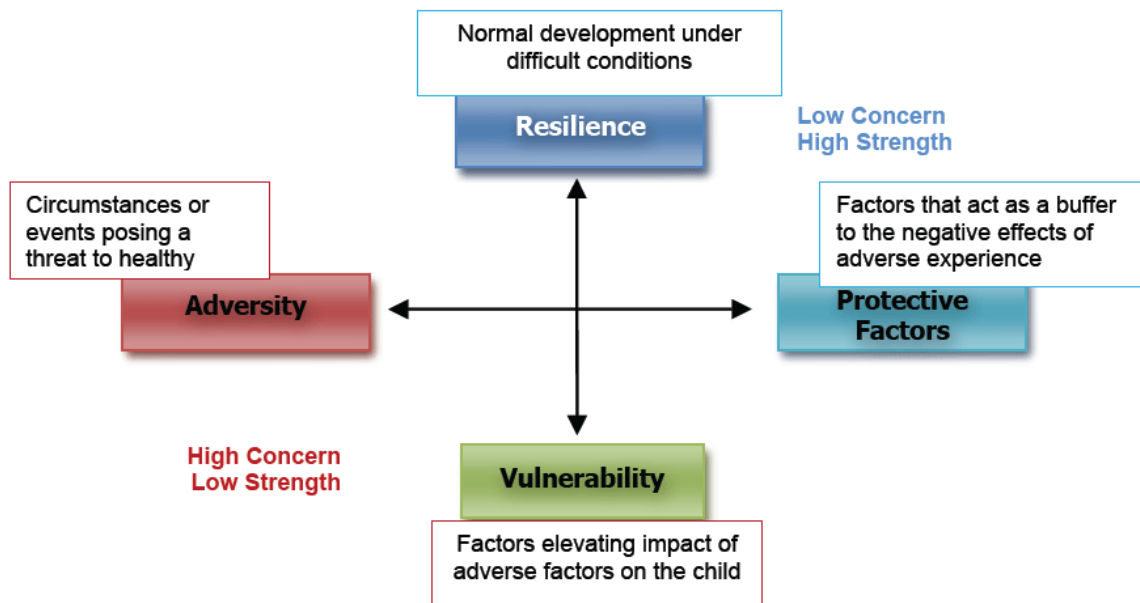 Normal development under
difficult conditions
Resilience
Low Concern
High Strength
Circumstances or
events posing a
threat to healthy
Adversity
Factors that act as a buffer
to the negative effects of
adverse experience
Protective
Factors
High Concern
Low Strength
Vulnerability
Factors elevating impact of
adverse factors on the child